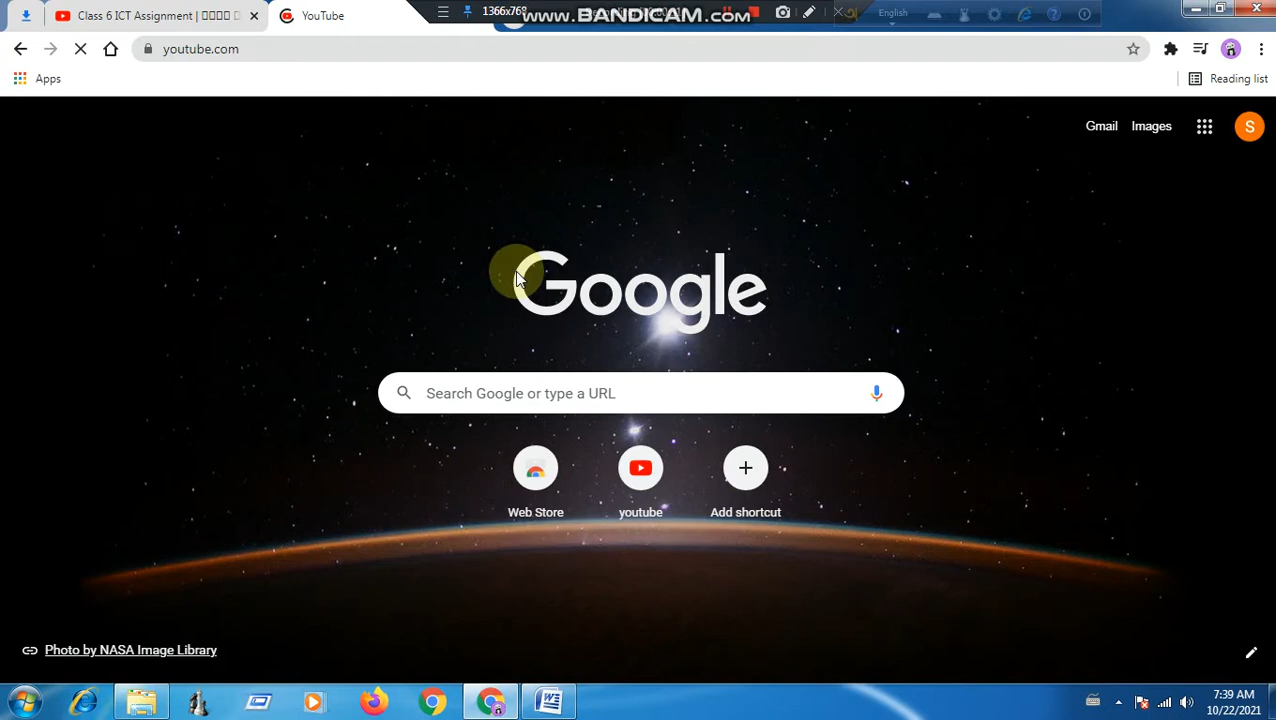 Class 6 ICT Assignment |
YouTube
1366x768
www.BANDICAM.com
English
youtube.com
Apps
Reading list
Gmail
Images
S
Google
Search Google or type a URL
Web Store
youtube
Add shortcut
Photo by NASA Image Library
7:39 AM
10/22/2021